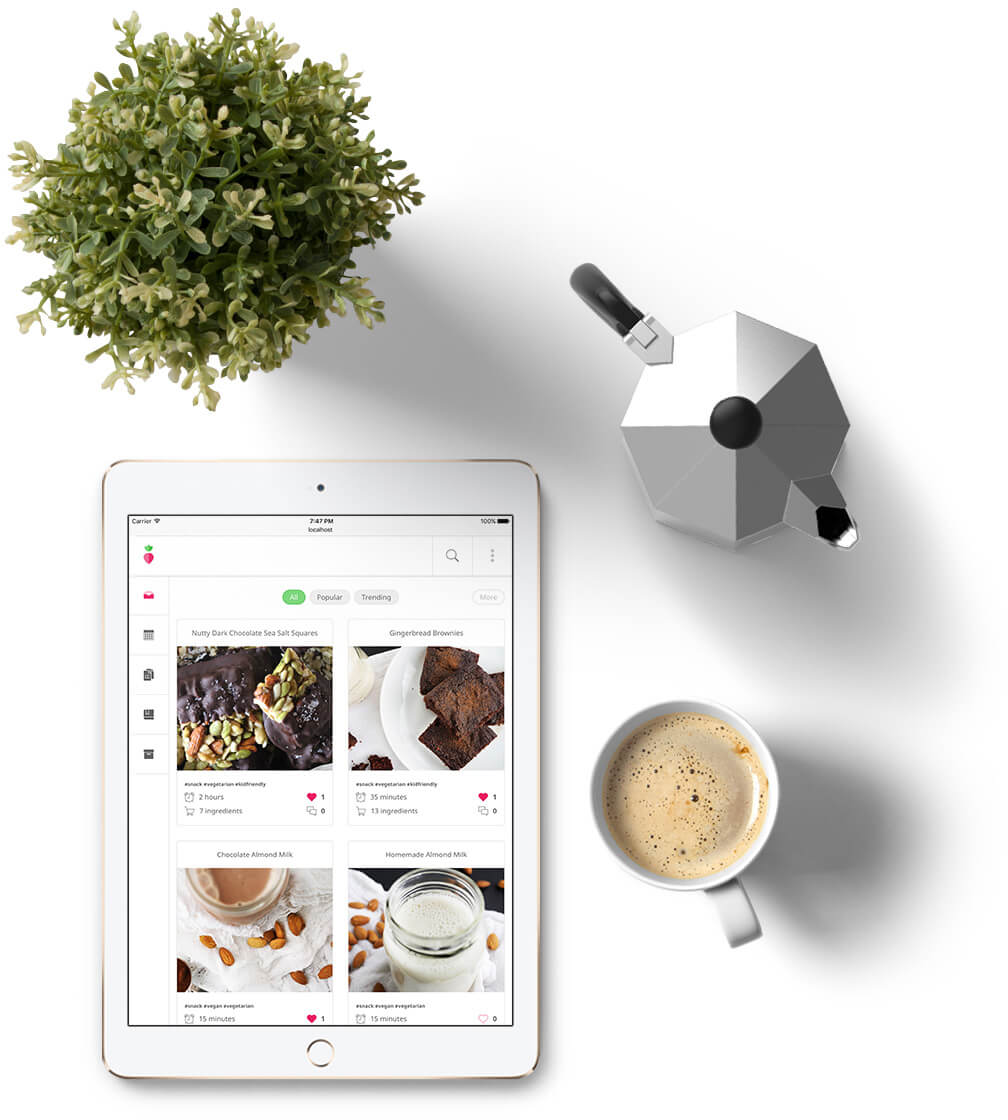 Carrier 7:47 PM 100%
localhost
All Popular Trending More
Nutty Dark Chocolate Sea Salt Squares
Gingerbread Brownies
#snack #vegetarian #kidfriendly
2 hours 1
7 ingredients 0
#snack #vegetarian #kidfriendly
35 minutes 1
13 ingredients 0
Chocolate Almond Milk
Homemade Almond Milk
#snack #vegan #vegetarian
15 minutes 1
#snack #vegan #vegetarian
15 minutes 0